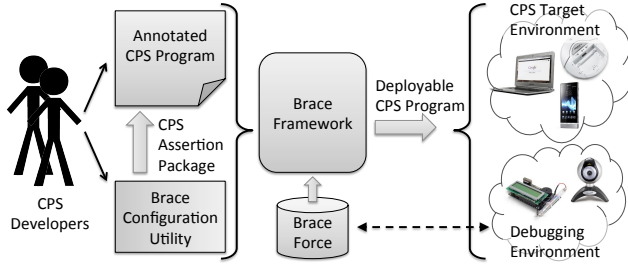 Annotated
CPS Program
CPS
Assertion
Package
Brace
Configuration
Utility
CPS
Developers
Brace
Framework
Brace
Force
Deployable
CPS Program
CPS Target
Environment
Debugging
Environment